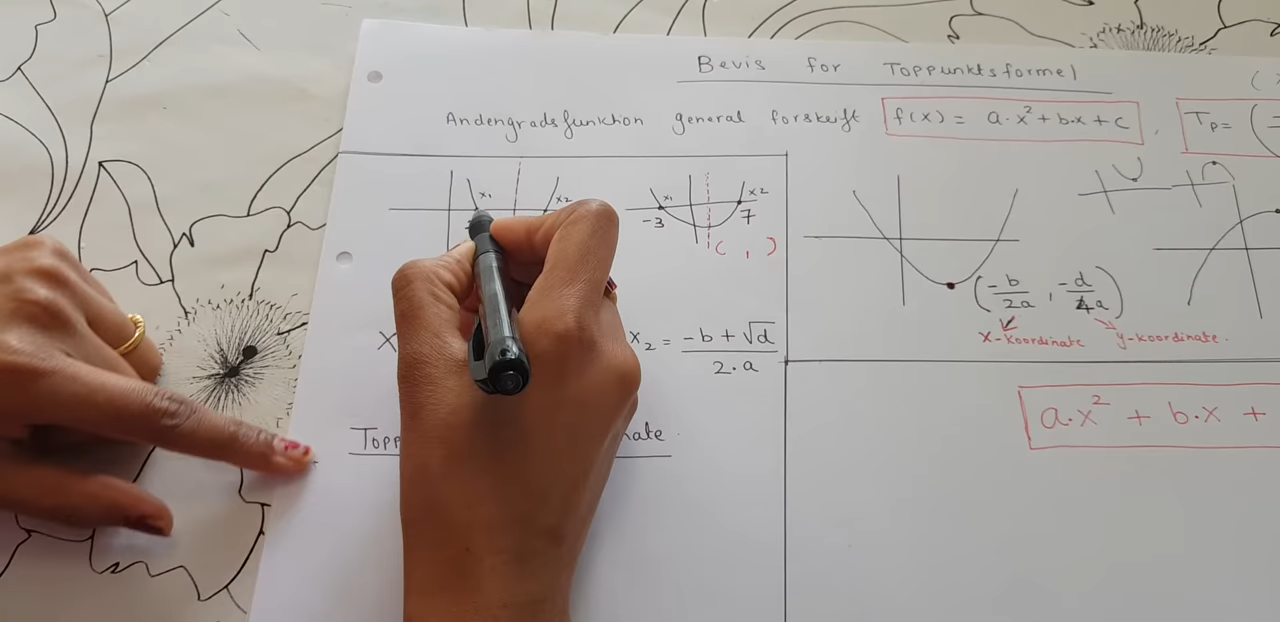 Bevis for Toppunktsformel
Andengradsfunktion general forskrift f(x) = a·x²+b·x+c ,
Tp= (
x₁ x₂
x₁ x₂
-3 7
( , )
(-b/2a , -d/4a)
x-koordinate y-koordinate.
X
x₂ = (-b + √d)/(2·a)
a·x² + b·x +